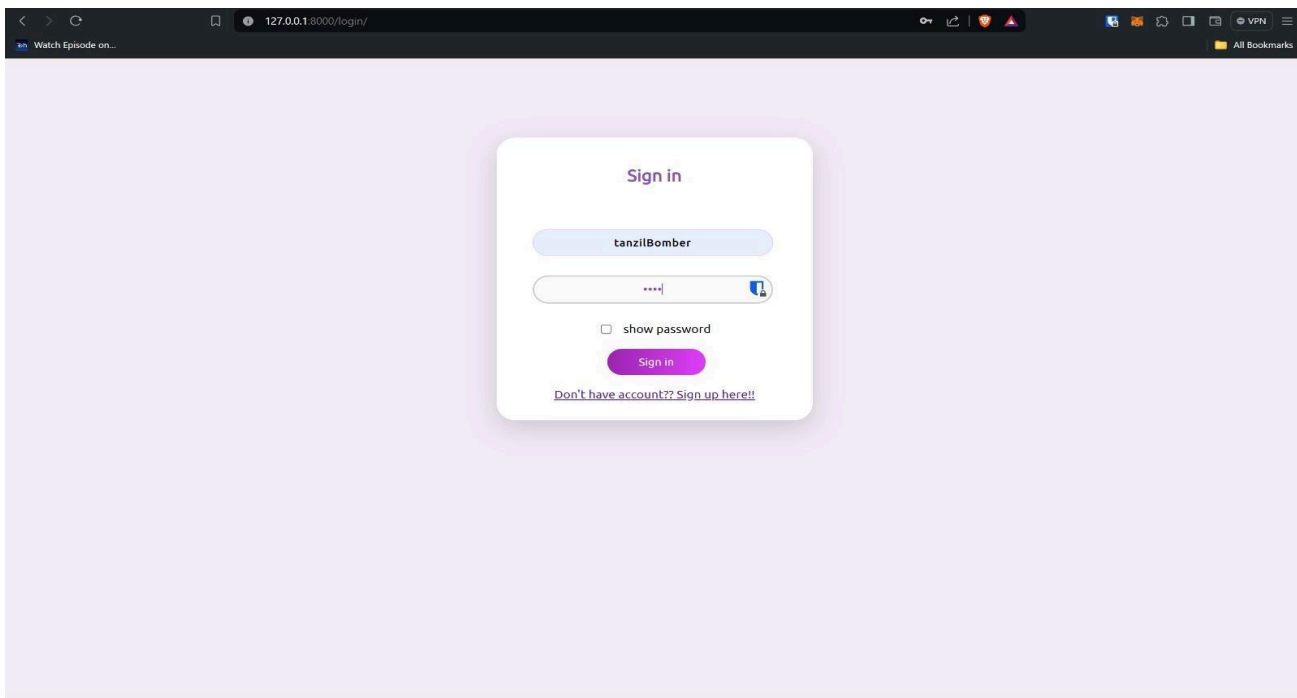 127.0.0.1:8000/login/
VPN
Watch Episode on...
All Bookmarks
Sign in
tanzilBomber
••••
show password
Sign in
Don't have account?? Sign up here!!